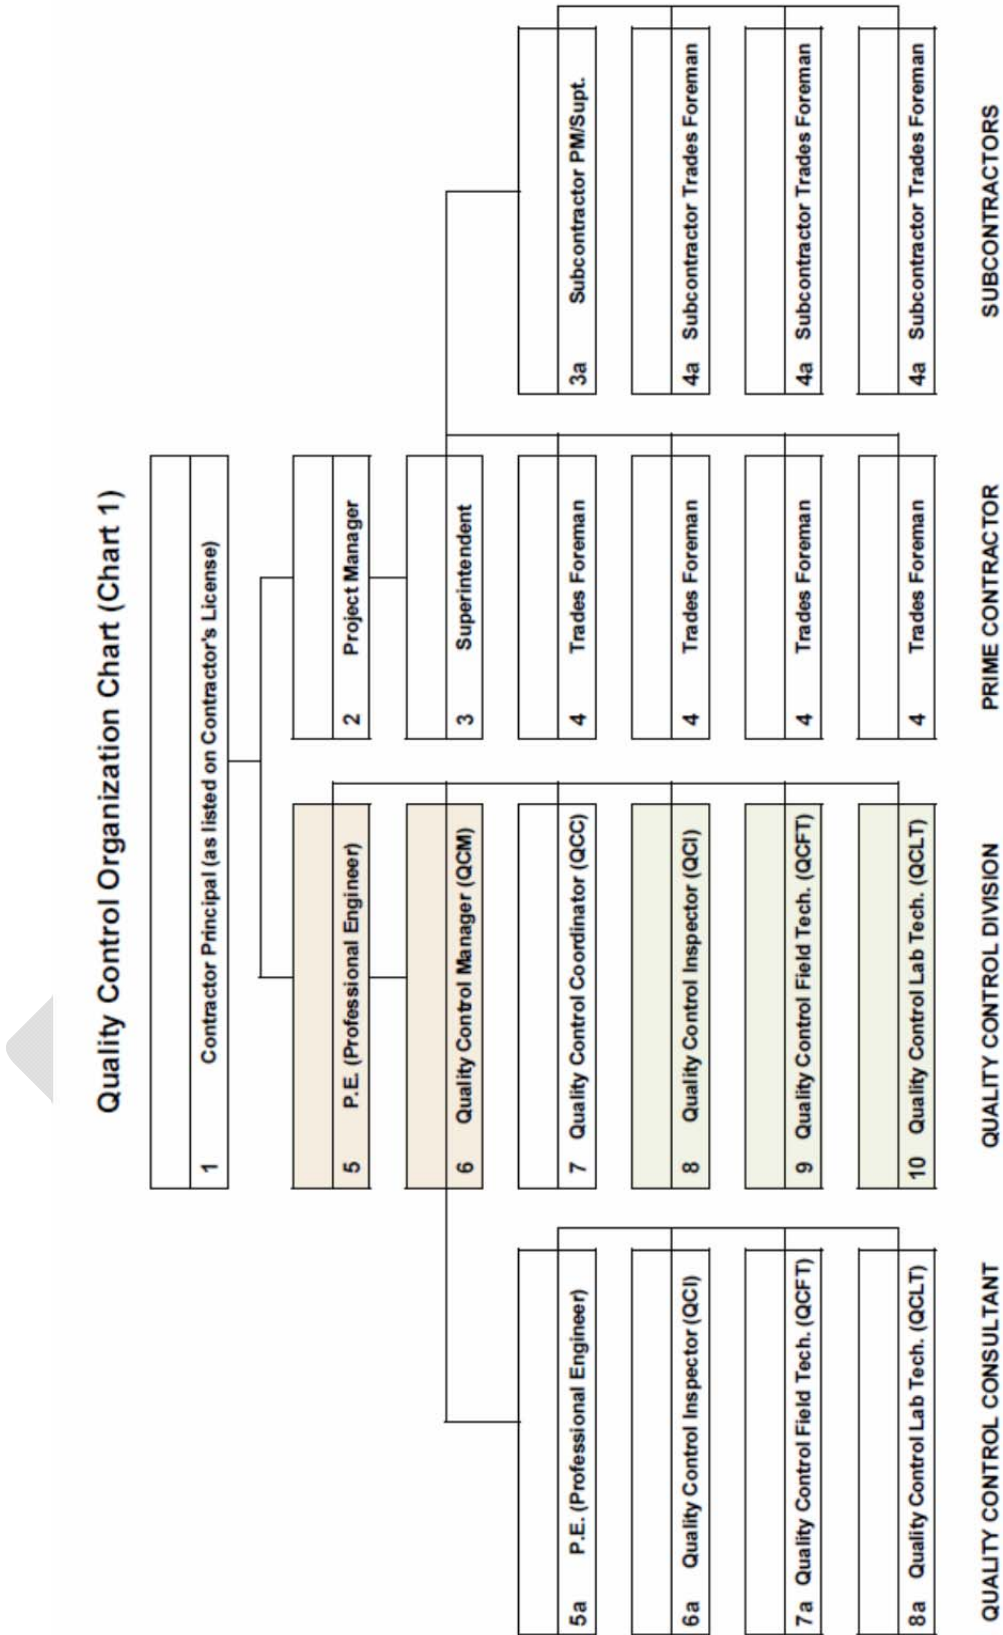 Quality Control Organization Chart (Chart 1)
1 Contractor Principal (as listed on Contractor's License)
5 P.E. (Professional Engineer)
2 Project Manager
6 Quality Control Manager (QCM)
3 Superintendent
5a P.E. (Professional Engineer)
7 Quality Control Coordinator (QCC)
4 Trades Foreman
3a Subcontractor PM/Supt.
6a Quality Control Inspector (QCI)
8 Quality Control Inspector (QCI)
4 Trades Foreman
4a Subcontractor Trades Foreman
7a Quality Control Field Tech. (QCFT)
9 Quality Control Field Tech. (QCFT)
4 Trades Foreman
4a Subcontractor Trades Foreman
8a Quality Control Lab Tech. (QCLT)
10 Quality Control Lab Tech. (QCLT)
4 Trades Foreman
4a Subcontractor Trades Foreman
QUALITY CONTROL CONSULTANT
QUALITY CONTROL DIVISION
PRIME CONTRACTOR
SUBCONTRACTORS